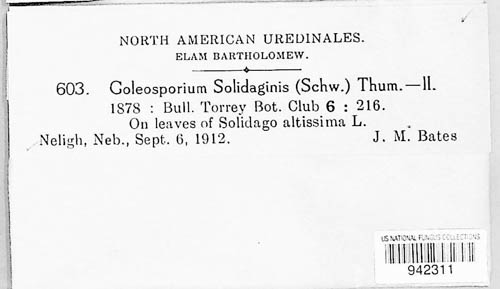 NORTH AMERICAN UREDINALES.
ELAM BARTHOLOMEW.
603. Coleosporium Solidaginis (Schw.) Thum.—II.
1878 : Bull. Torrey Bot. Club 6 : 216.
On leaves of Solidago altissima L.
Neligh, Neb., Sept. 6, 1912. J. M. Bates
US NATIONAL FUNGUS COLLECTIONS
942311